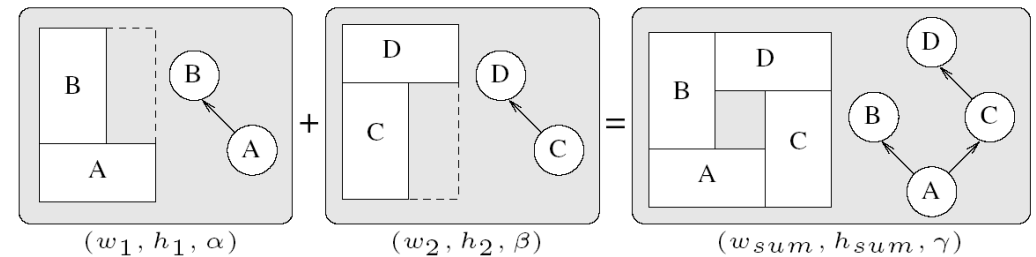 B
A
B
A
+
D
C
D
C
=
B
D
A
C
D
B
C
A
(w1, h1, α)
(w2, h2, β)
(wsum, hsum, γ)